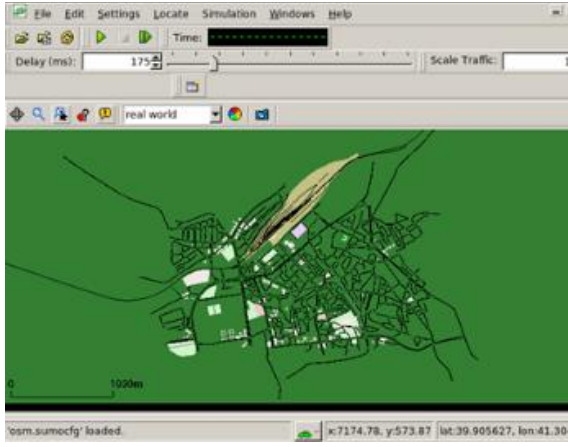 File Edit Settings Locate Simulation Windows Help
Time:
Delay (ms): 175 Scale Traffic: 1
real world
0 1000m
'osm.sumocfg' loaded. x:7174.78, y:573.87 lat:39.905627, lon:41.30